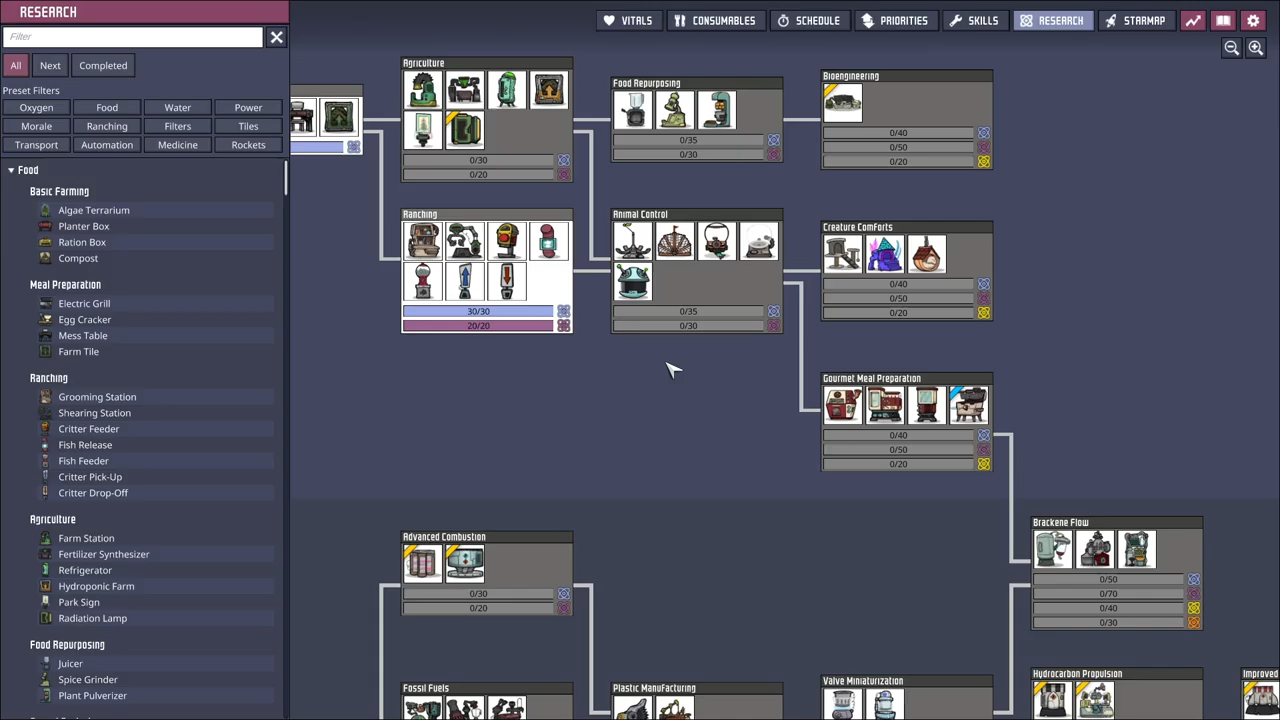 RESEARCH
VITALS
CONSUMABLES
SCHEDULE
PRIORITIES
SKILLS
RESEARCH
STARMAP
Filter
All
Next
Completed
Preset Filters
Oxygen
Food
Water
Power
Morale
Ranching
Filters
Tiles
Transport
Automation
Medicine
Rockets
Food
Basic Farming
Algae Terrarium
Planter Box
Ration Box
Compost
Meal Preparation
Electric Grill
Egg Cracker
Mess Table
Farm Tile
Ranching
Grooming Station
Shearing Station
Critter Feeder
Fish Release
Fish Feeder
Critter Pick-Up
Critter Drop-Off
Agriculture
Farm Station
Fertilizer Synthesizer
Refrigerator
Hydroponic Farm
Park Sign
Radiation Lamp
Food Repurposing
Juicer
Spice Grinder
Plant Pulverizer
Agriculture
0/30
0/20
Food Repurposing
0/35
0/30
Bioengineering
0/40
0/50
0/20
Ranching
30/30
20/20
Animal Control
0/35
0/30
Creature Comforts
0/40
0/50
0/20
Gourmet Meal Preparation
0/40
0/50
0/20
Advanced Combustion
0/30
0/20
Brackene Flow
0/50
0/70
0/40
0/30
Fossil Fuels
Plastic Manufacturing
Valve Miniaturization
Hydrocarbon Propulsion
Improved